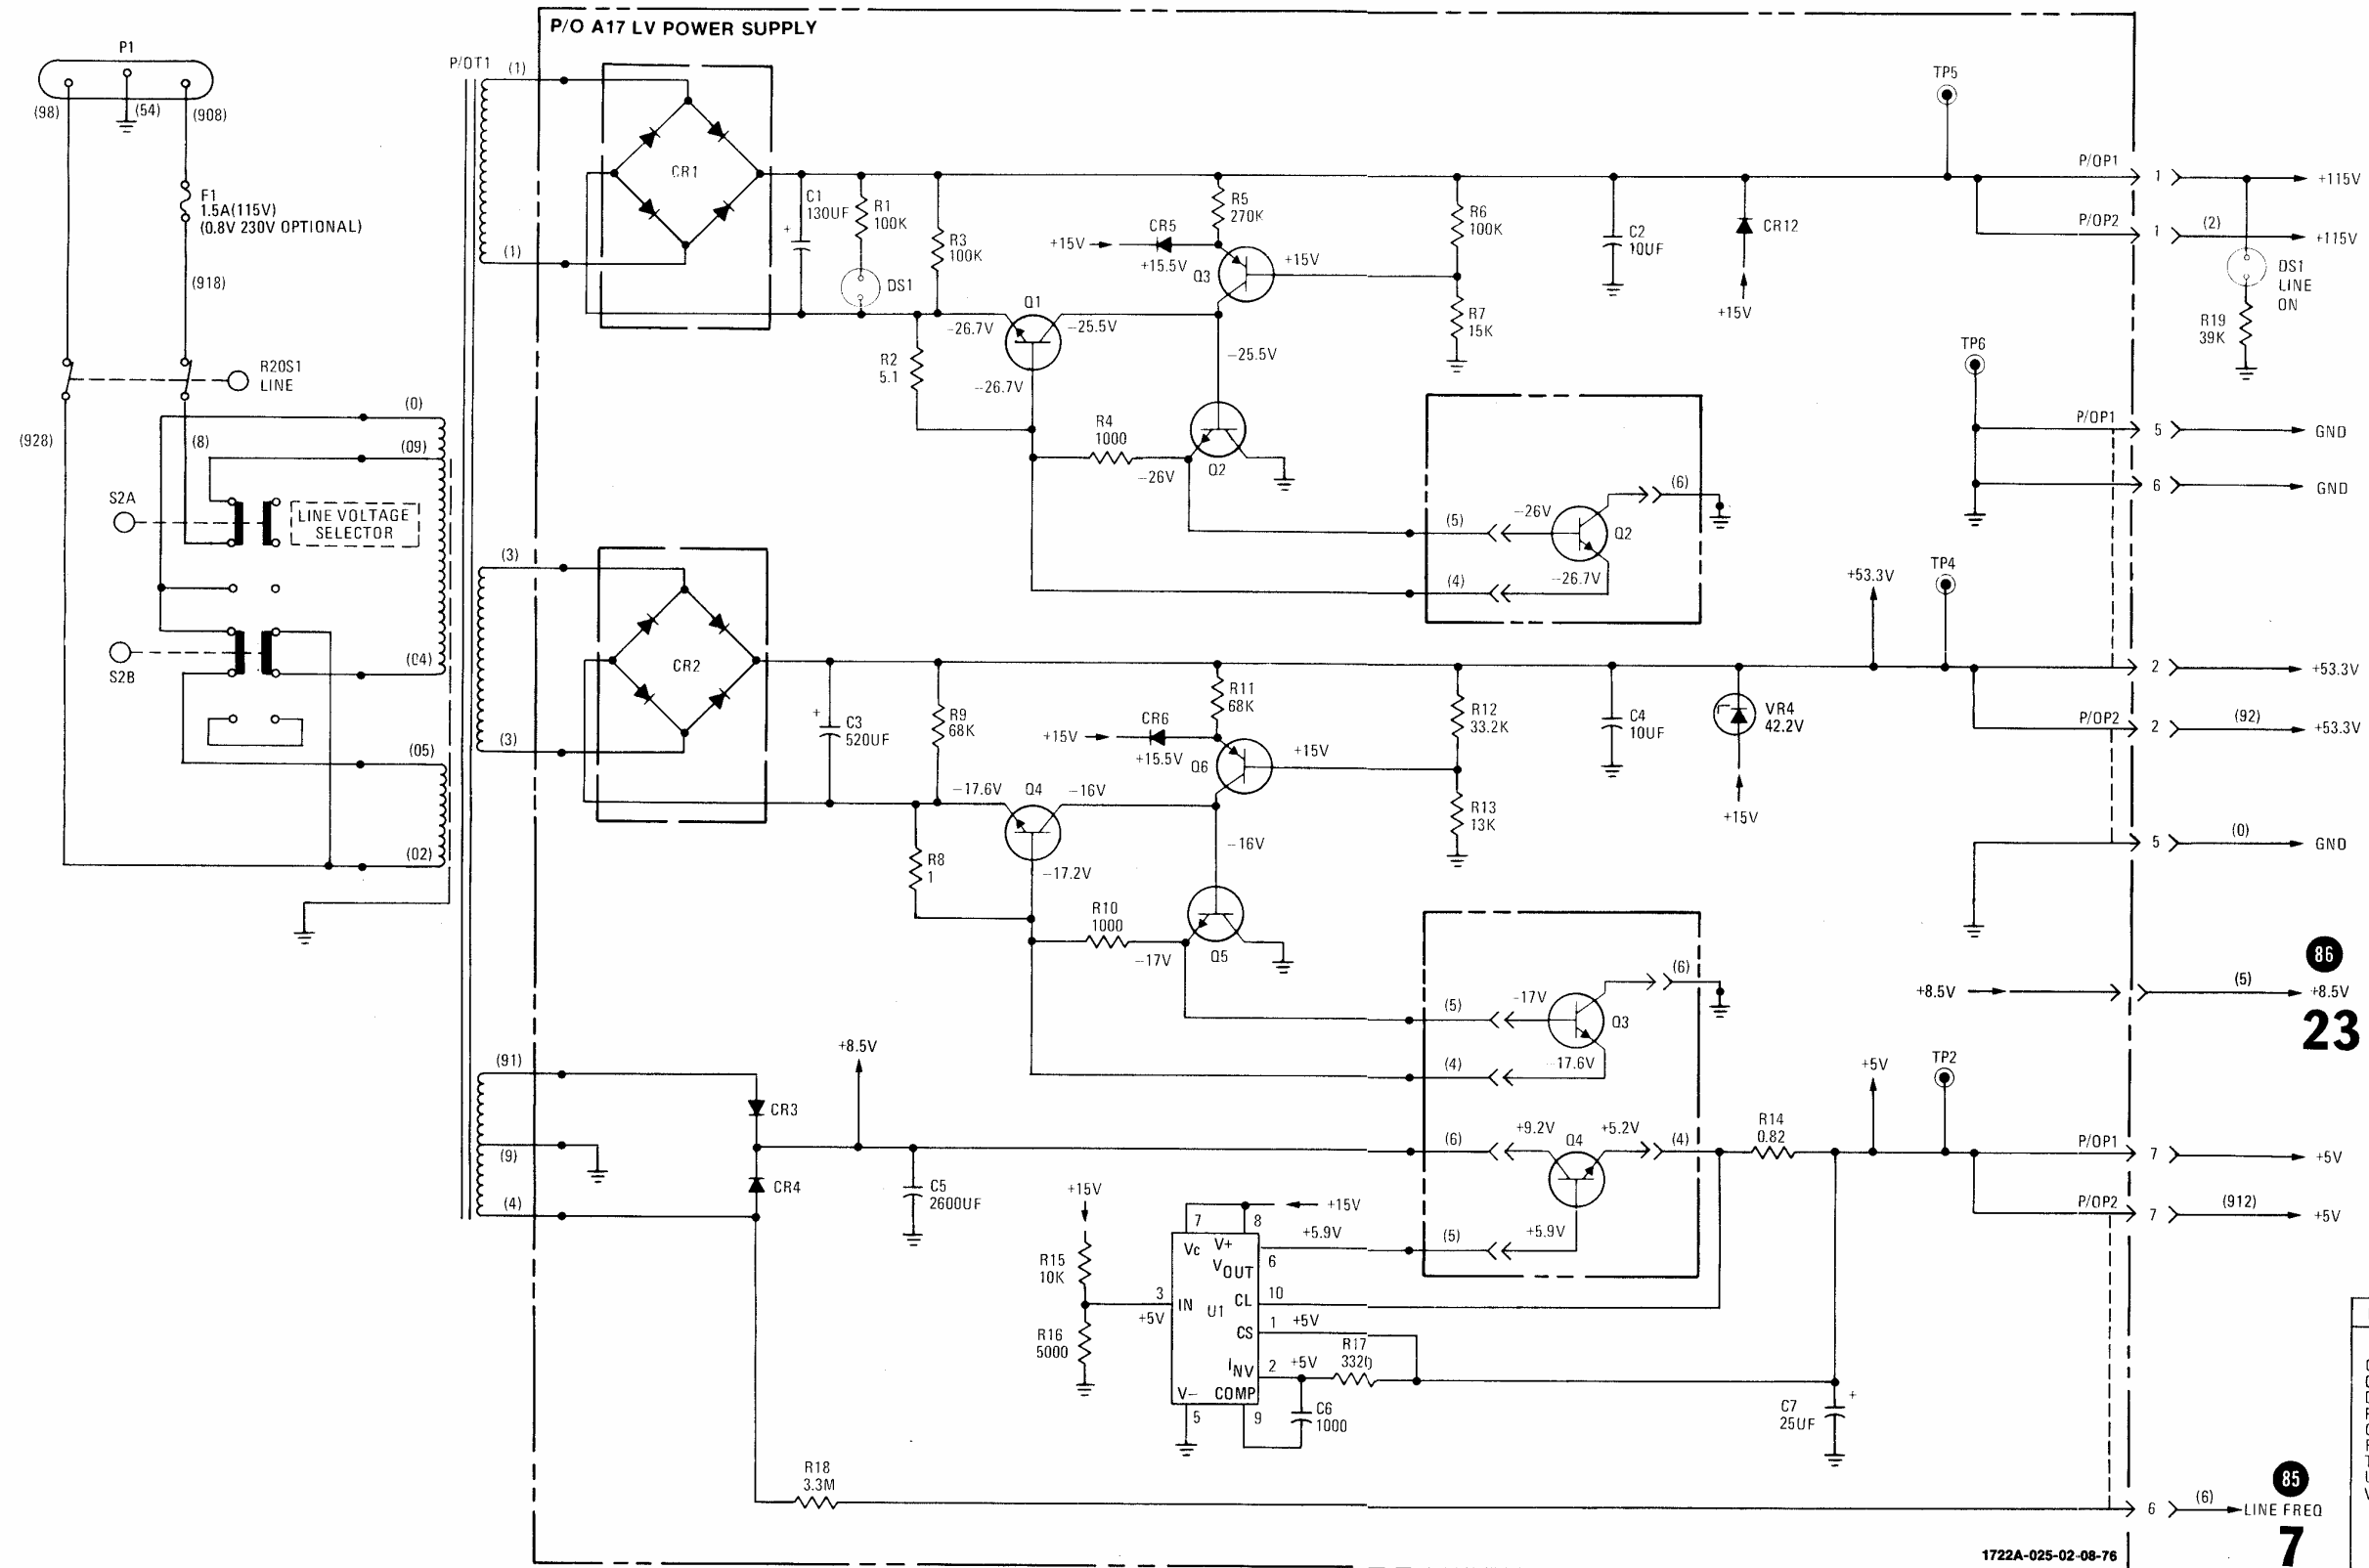 P/O A17 LV POWER SUPPLY
P1
(98)
(54)
(908)
F1
1.5A(115V)
(0.8V 230V OPTIONAL)
(918)
R20S1
LINE
(928)
(8)
(0)
(09)
S2A
LINE VOLTAGE
SELECTOR
S2B
(04)
(05)
(02)
P/OT1
(1)
(1)
CR1
C1
130UF
+
R1
100K
DS1
R3
100K
R2
5.1
Q1
-26.7V
-25.5V
-26.7V
R4
1000
-26V
Q2
-25.5V
R5
270K
CR5
+15V
+15.5V
Q3
+15V
R6
100K
R7
15K
C2
10UF
CR12
+15V
TP5
P/OP1
1
+115V
P/OP2
1
(2)
+115V
DS1
LINE
ON
R19
39K
TP6
P/OP1
5
GND
6
GND
(5)
-26V
(6)
Q2
(4)
-26.7V
(3)
(3)
CR2
+
C3
520UF
R9
68K
R8
1
-17.6V
Q4
-16V
-17.2V
R10
1000
-17V
Q5
-16V
R11
68K
CR6
+15V
+15.5V
Q6
+15V
R12
33.2K
R13
13K
C4
10UF
VR4
42.2V
+15V
+53.3V
TP4
2
+53.3V
P/OP2
2
(92)
+53.3V
5
(0)
GND
(5)
-17V
(6)
Q3
(4)
-17.6V
86
+8.5V
(5)
+8.5V
23
(91)
(9)
(4)
CR3
CR4
+8.5V
C5
2600UF
(6)
+9.2V
Q4
+5.2V
(4)
(5)
+5.9V
R14
0.82
+5V
TP2
P/OP1
7
+5V
P/OP2
7
(912)
+5V
+15V
R15
10K
R16
5000
3
+5V
+15V
7
8
Vc
V+
VOUT
+5.9V
6
IN
U1
CL
10
CS
1
+5V
INV
2
+5V
V-
COMP
5
9
R17
3320
C6
1000
C7
25UF
+
R18
3.3M
6
(6)
LINE FREQ
85
7
1722A-025-02-08-76